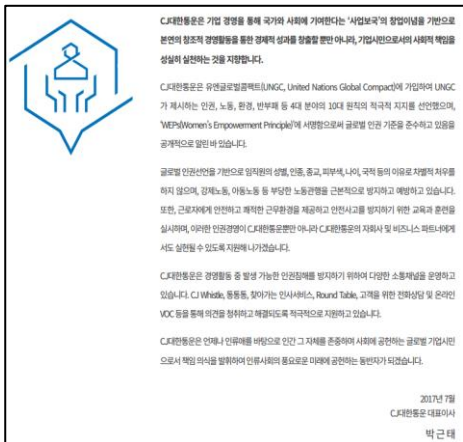 CJ대한통운은 기업 경영을 통해 국가와 사회에 기여한다는 ‘사업보국’의 창업이념을 기반으로
본연의 창조적 경영활동을 통한 경제적 성과를 창출할 뿐만 아니라, 기업시민으로서의 사회적 책임을
성실히 실천하는 것을 지향합니다.
CJ대한통운은 유엔글로벌콤팩트(UNGC, United Nations Global Compact)에 가입하여 UNGC
가 제시하는 인권, 노동, 환경, 반부패 등 4대 분야의 10대 원칙의 적극적 지지를 선언했으며,
‘WEPs(Women's Empowerment Principle)’에 서명함으로써 글로벌 인권 기준을 준수하고 있음을
공개적으로 알린 바 있습니다.
글로벌 인권선언을 기반으로 임직원의 성별, 인종, 종교, 피부색, 나이, 국적 등의 이유로 차별적 처우를
하지 않으며, 강제노동, 아동노동 등 부당한 노동관행을 근본적으로 방지하고 예방하고 있습니다.
또한, 근로자에게 안전하고 쾌적한 근무환경을 제공하고 안전사고를 방지하기 위한 교육과 훈련을
실시하며, 이러한 인권경영이 CJ대한통운뿐만 아니라 CJ대한통운의 자회사 및 비즈니스 파트너에게
서도 실현될 수 있도록 지원해 나가겠습니다.
CJ대한통운은 경영활동 중 발생 가능한 인권침해를 방지하기 위하여 다양한 소통채널을 운영하고
있습니다. CJ Whistle, 통통통, 찾아가는 인사서비스, Round Table, 고객을 위한 전화상담 및 온라인
VOC 등을 통해 의견을 청취하고 해결되도록 적극적으로 지원하고 있습니다.
CJ대한통운은 언제나 인류애를 바탕으로 인간 그 자체를 존중하며 사회에 공헌하는 글로벌 기업시민
으로서 책임 의식을 발휘하여 인류사회의 풍요로운 미래에 공헌하는 동반자가 되겠습니다.
2017년 7월
CJ대한통운 대표이사
박근태